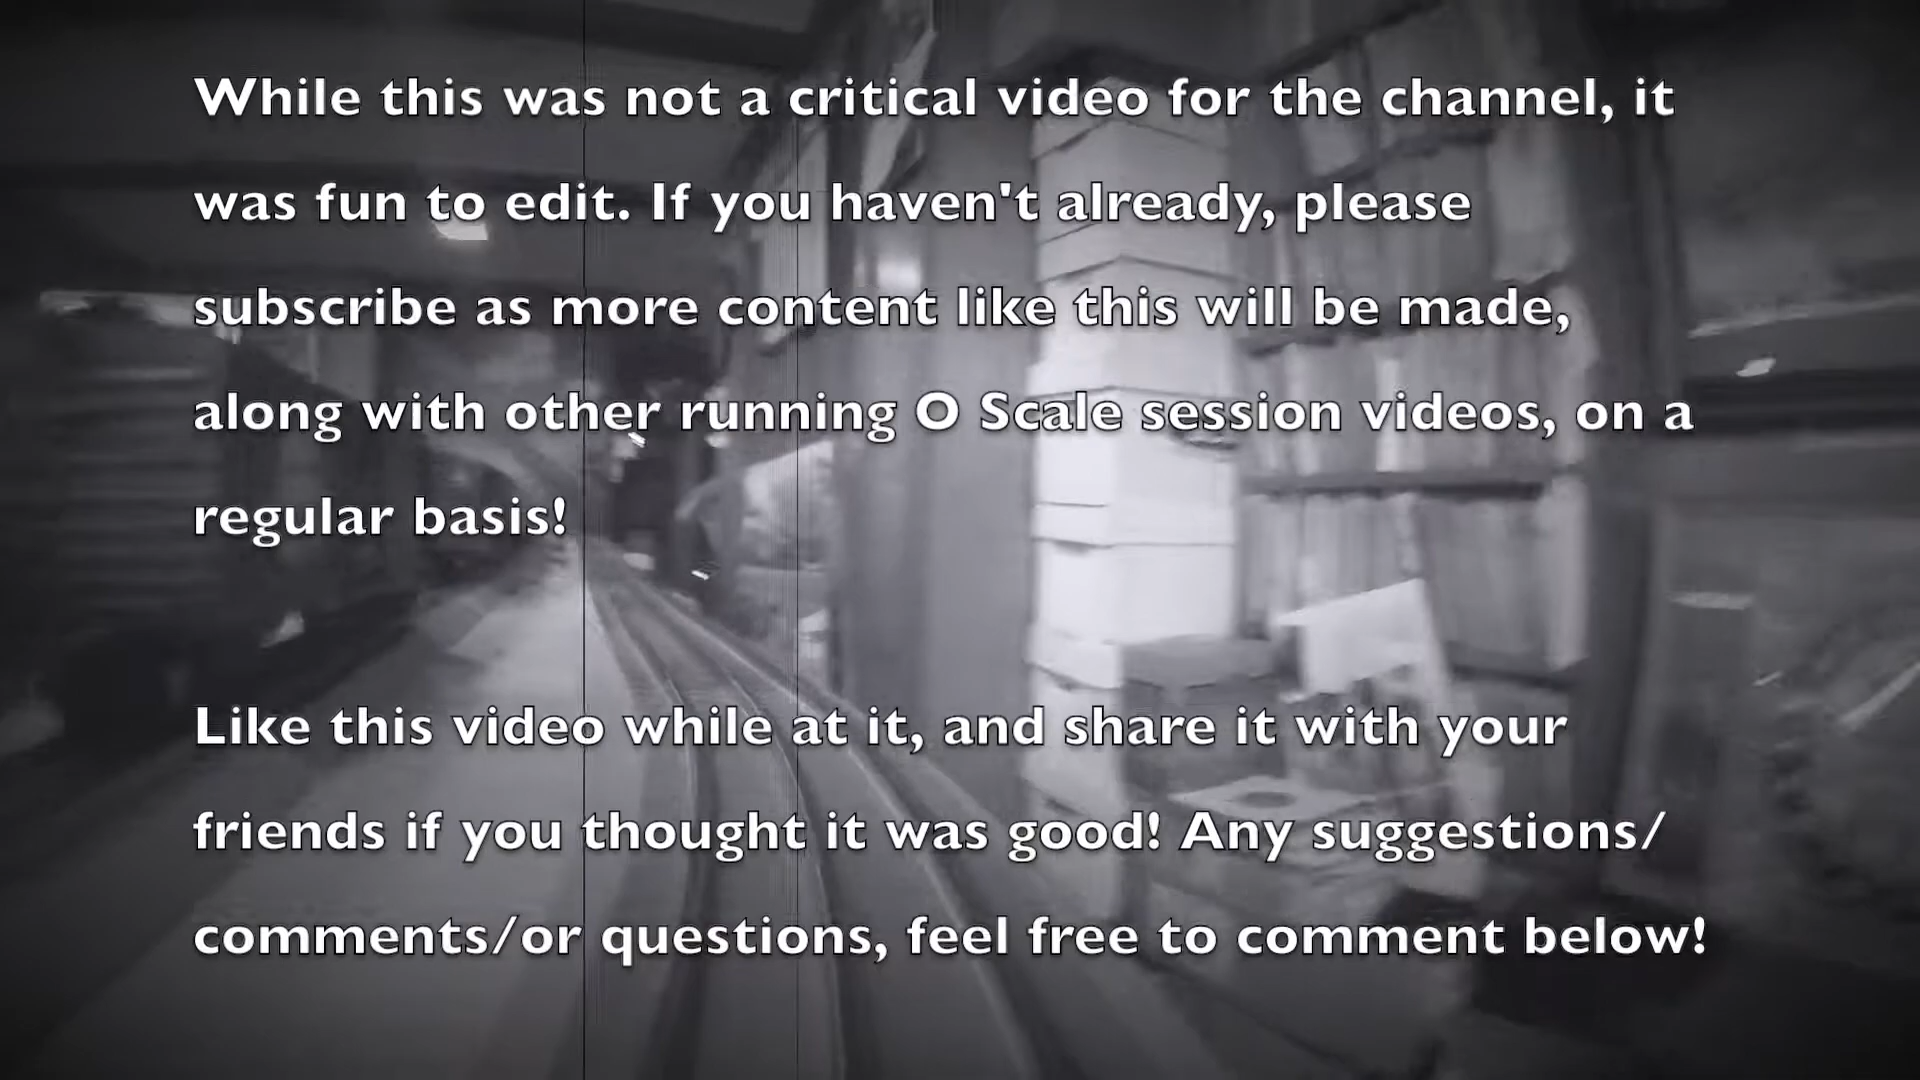 While this was not a critical video for the channel, it
was fun to edit. If you haven't already, please
subscribe as more content like this will be made,
along with other running O Scale session videos, on a
regular basis!
Like this video while at it, and share it with your
friends if you thought it was good! Any suggestions/
comments/or questions, feel free to comment below!